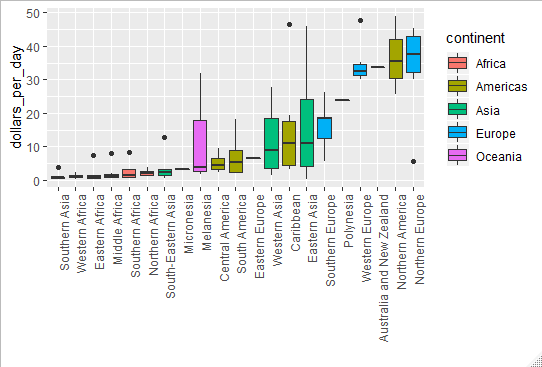 dollars_per_day
50
40
30
20
10
0
Southern Asia
Western Africa
Eastern Africa
Middle Africa
Southern Africa
Northern Africa
South-Eastern Asia
Micronesia
Melanesia
Central America
South America
Eastern Europe
Western Asia
Caribbean
Eastern Asia
Southern Europe
Polynesia
Western Europe
Australia and New Zealand
Northern America
Northern Europe
continent
Africa
Americas
Asia
Europe
Oceania